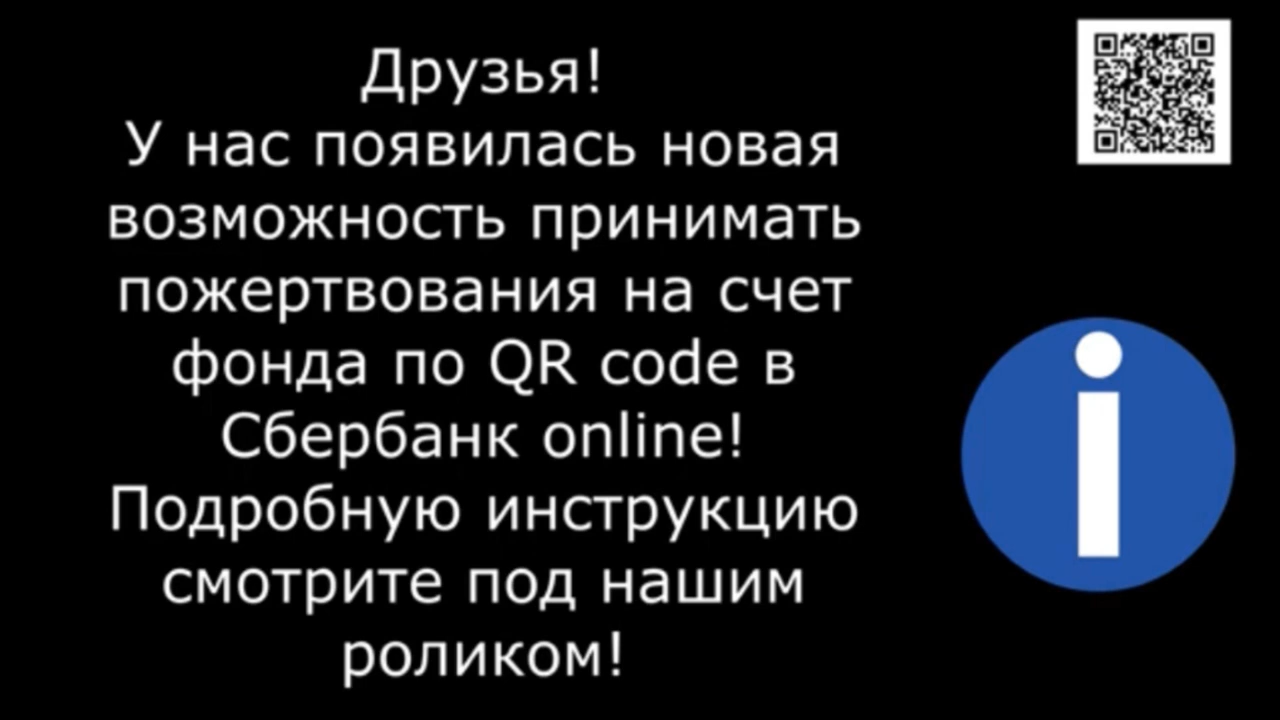 Друзья!
У нас появилась новая
возможность принимать
пожертвования на счет
фонда по QR code в
Сбербанк online!
Подробную инструкцию
смотрите под нашим
роликом!